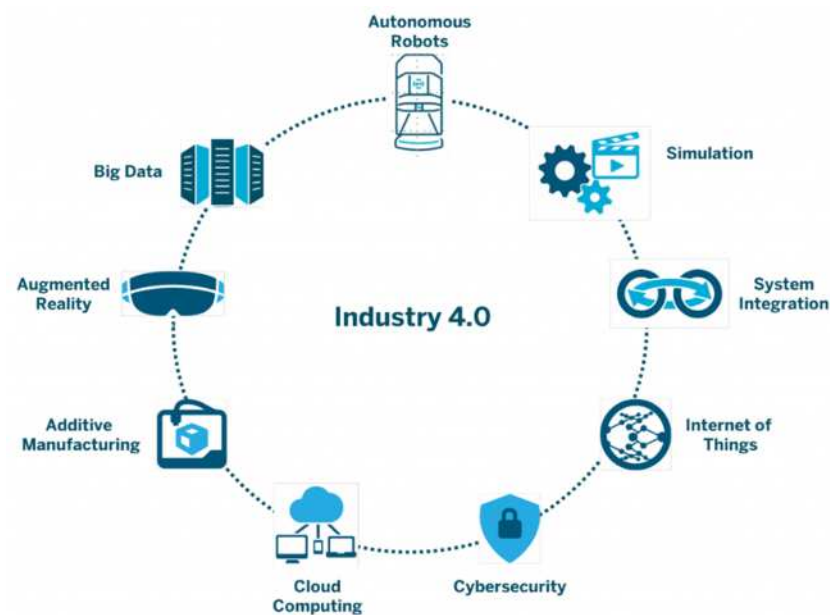 Autonomous
Robots
Simulation
Big Data
System
Integration
Augmented
Reality
Industry 4.0
Internet of
Things
Additive
Manufacturing
Cybersecurity
Cloud
Computing